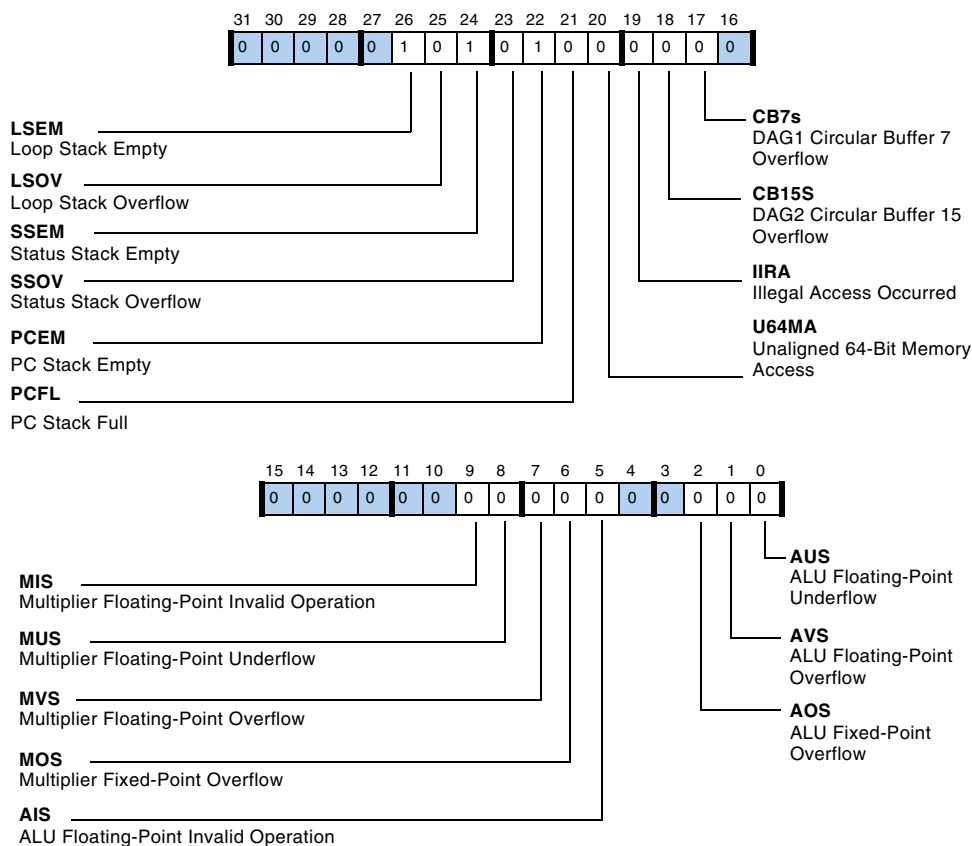 31 30 29 28 27 26 25 24 23 22 21 20 19 18 17 16
0 0 0 0 0 1 0 1 0 1 0 0 0 0 0 0
LSEM
Loop Stack Empty
LSOV
Loop Stack Overflow
SSEM
Status Stack Empty
SSOV
Status Stack Overflow
PCEM
PC Stack Empty
PCFL
PC Stack Full
CB7s
DAG1 Circular Buffer 7
Overflow
CB15S
DAG2 Circular Buffer 15
Overflow
IIRA
Illegal Access Occurred
U64MA
Unaligned 64-Bit Memory
Access
15 14 13 12 11 10 9 8 7 6 5 4 3 2 1 0
0 0 0 0 0 0 0 0 0 0 0 0 0 0 0 0
MIS
Multiplier Floating-Point Invalid Operation
MUS
Multiplier Floating-Point Underflow
MVS
Multiplier Floating-Point Overflow
MOS
Multiplier Fixed-Point Overflow
AIS
ALU Floating-Point Invalid Operation
AUS
ALU Floating-Point
Underflow
AVS
ALU Floating-Point
Overflow
AOS
ALU Fixed-Point
Overflow